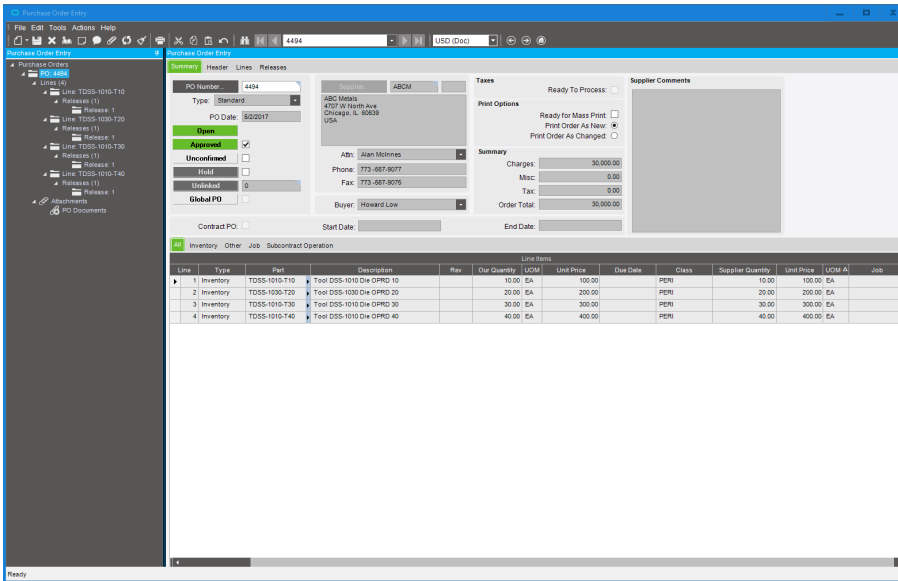 Purchase Order Entry
File Edit Tools Actions Help
4494 USD (Doc)
Purchase Order Entry
Purchase Orders
PO: 4494
Lines (4)
Line: TDSS-1010-T10
Releases (1)
Release: 1
Line: TDSS-1030-T20
Releases (1)
Release: 1
Line: TDSS-1010-T30
Releases (1)
Release: 1
Line: TDSS-1010-T40
Releases (1)
Release: 1
Attachments
PO Documents
Purchase Order Entry
Summary Header Lines Releases
PO Number... 4494
Type: Standard
PO Date: 5/2/2017
Open
Approved
Unconfirmed
Hold
Unlinked 0
Global PO
Contract PO:
Supplier ABCM
ABC Metals
4707 W North Ave
Chicago, IL 60639
USA
Attn: Alan McInnes
Phone: 773 -667-9077
Fax: 773 -667-9076
Buyer: Howard Low
Start Date:
Taxes
Ready To Process:
Print Options
Ready for Mass Print:
Print Order As New:
Print Order As Changed:
Summary
Charges: 30,000.00
Misc: 0.00
Tax: 0.00
Order Total: 30,000.00
End Date:
Supplier Comments
All Inventory Other Job Subcontract Operation
Line Items
Line Type Part Description Rev Our Quantity UOM Unit Price Due Date Class Supplier Quantity Unit Price UOM Job
1 Inventory TDSS-1010-T10 Tool DSS-1010 Die OPRD 10 10.00 EA 100.00 PERI 10.00 100.00 EA
2 Inventory TDSS-1030-T20 Tool DSS-1030 Die OPRD 20 20.00 EA 200.00 PERI 20.00 200.00 EA
3 Inventory TDSS-1010-T30 Tool DSS-1010 Die OPRD 30 30.00 EA 300.00 PERI 30.00 300.00 EA
4 Inventory TDSS-1010-T40 Tool DSS-1010 Die OPRD 40 40.00 EA 400.00 PERI 40.00 400.00 EA
Ready